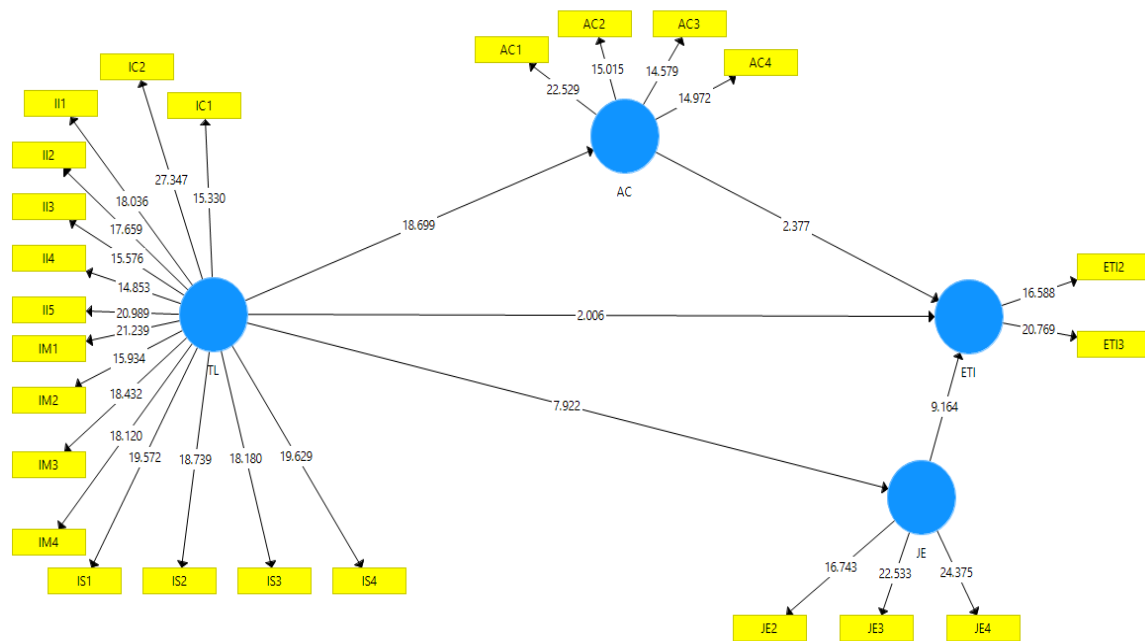 AC2
AC3
AC1
AC4
IC2
II1
IC1
15.015
14.579
22.529
14.972
II2
27.347
15.330
18.036
II3
17.659
AC
15.576
18.699
2.377
II4
14.853
ETI2
II5
20.989
16.588
21.239
2.006
IM1
20.769
15.934
ETI3
TL
ETI
IM2
18.432
7.922
9.164
18.120
19.572
18.739
18.180
19.629
IM3
IM4
JE
16.743
22.533
24.375
IS1
IS2
IS3
IS4
JE2
JE3
JE4